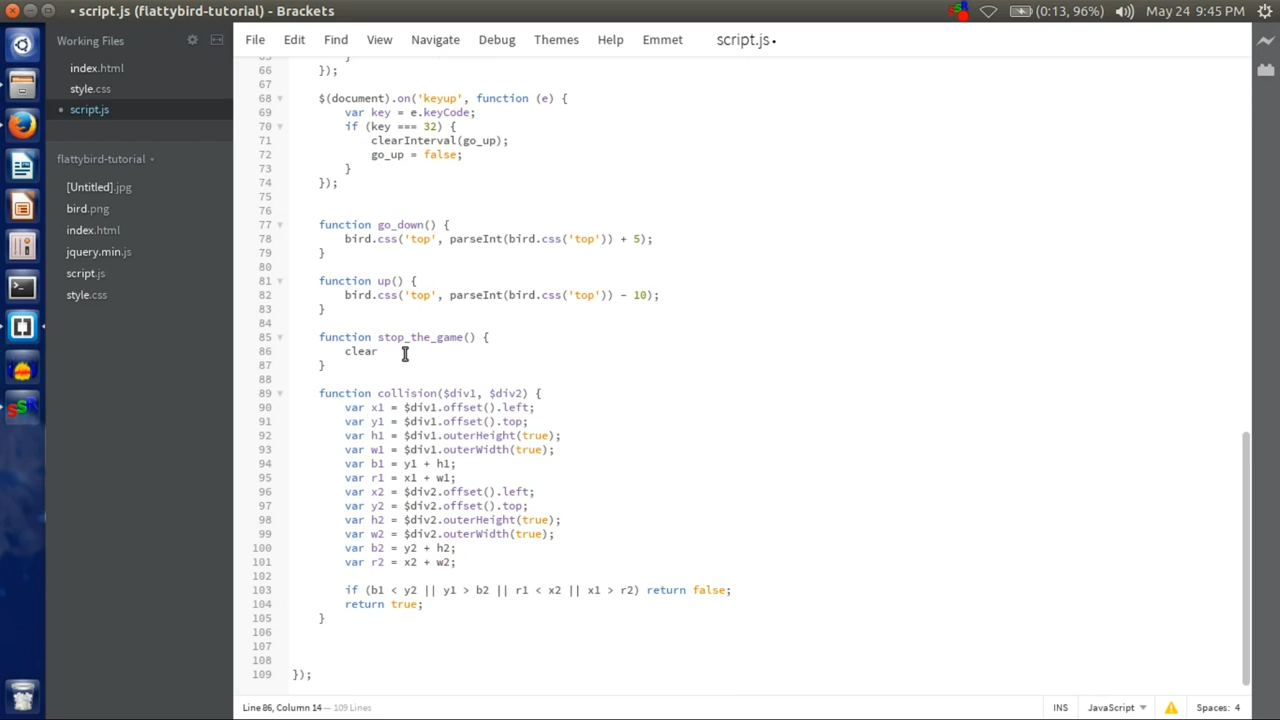 script.js (flattybird-tutorial) - Brackets
(0:13, 96%)
May 24 9:45 PM
Working Files
index.html
style.css
script.js
flattybird-tutorial
[Untitled].jpg
bird.png
index.html
jquery.min.js
script.js
style.css
File Edit Find View Navigate Debug Themes Help Emmet script.js•
66 });
67
68 $(document).on('keyup', function (e) {
69 var key = e.keyCode;
70 if (key === 32) {
71 clearInterval(go_up);
72 go_up = false;
73 }
74 });
75
76
77 function go_down() {
78 bird.css('top', parseInt(bird.css('top')) + 5);
79 }
80
81 function up() {
82 bird.css('top', parseInt(bird.css('top')) - 10);
83 }
84
85 function stop_the_game() {
86 clear
87 }
88
89 function collision($div1, $div2) {
90 var x1 = $div1.offset().left;
91 var y1 = $div1.offset().top;
92 var h1 = $div1.outerHeight(true);
93 var w1 = $div1.outerWidth(true);
94 var b1 = y1 + h1;
95 var r1 = x1 + w1;
96 var x2 = $div2.offset().left;
97 var y2 = $div2.offset().top;
98 var h2 = $div2.outerHeight(true);
99 var w2 = $div2.outerWidth(true);
100 var b2 = y2 + h2;
101 var r2 = x2 + w2;
102
103 if (b1 < y2 || y1 > b2 || r1 < x2 || x1 > r2) return false;
104 return true;
105 }
106
107
108
109 });
Line 86, Column 14 — 109 Lines
INS JavaScript Spaces: 4